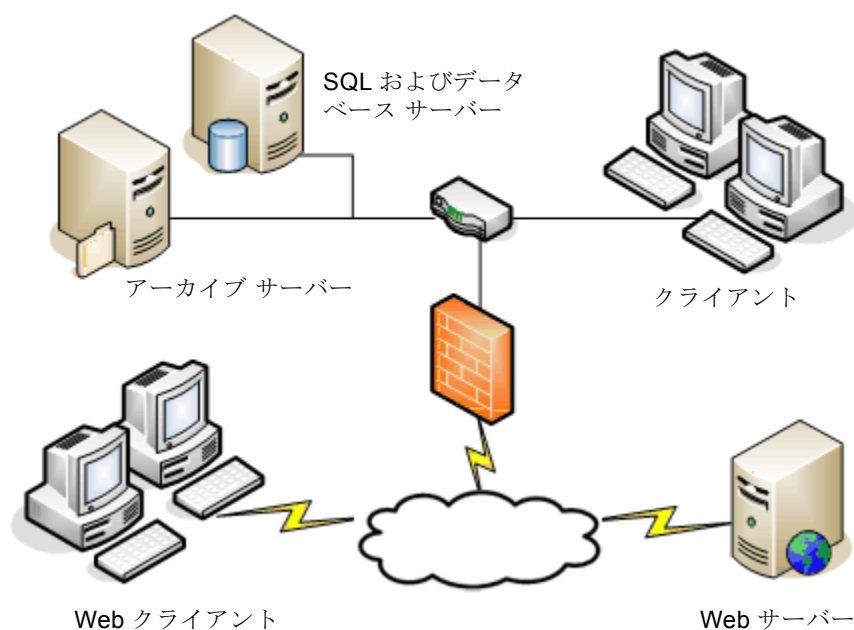 SQL およびデータ
ベース サーバー
アーカイブ サーバー
クライアント
Web クライアント
Web サーバー